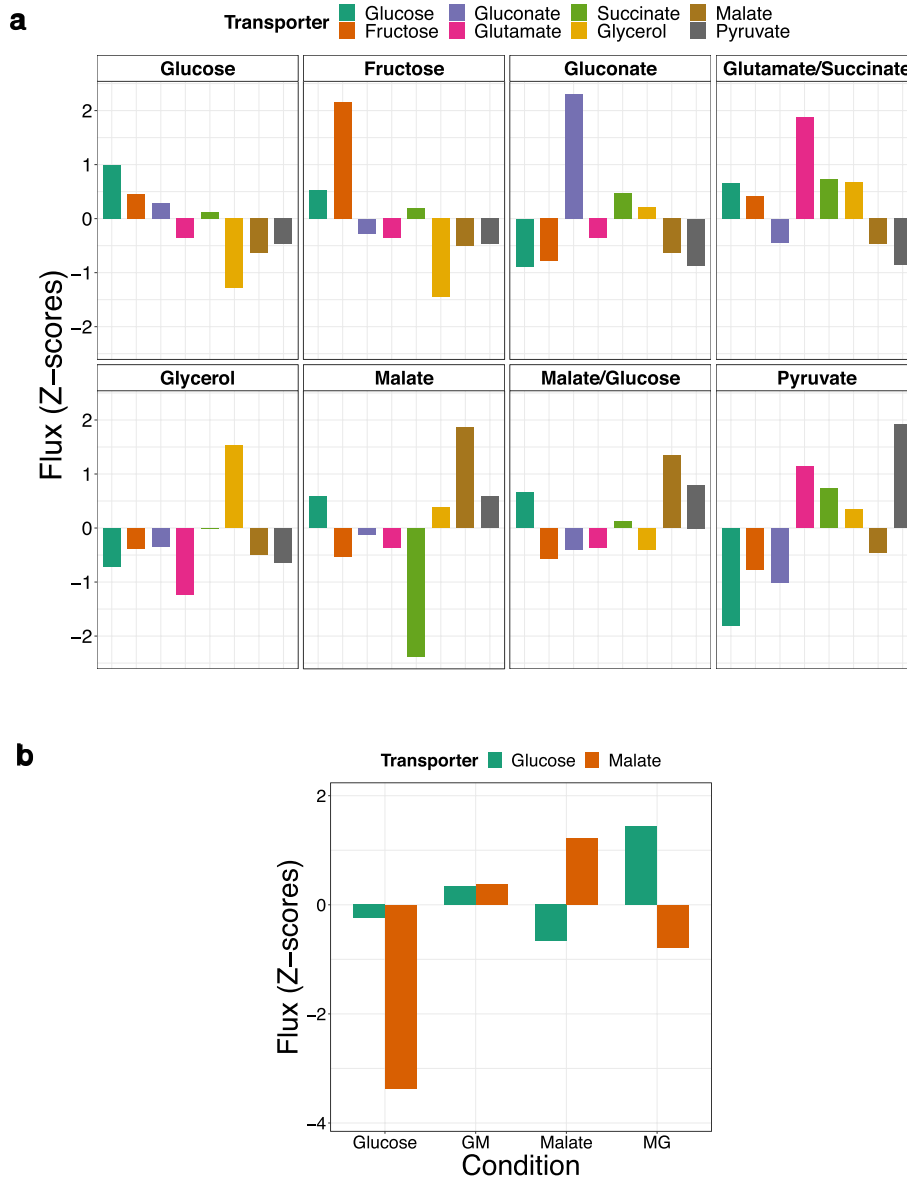 a
Transporter Glucose Gluconate Succinate Malate
Fructose Glutamate Glycerol Pyruvate
Glucose Fructose Gluconate Glutamate/Succinate
2
1
0
−1
−2
Glycerol Malate Malate/Glucose Pyruvate
2
1
0
−1
−2
Flux (Z−scores)
b
Transporter Glucose Malate
2
0
−2
−4
Flux (Z−scores)
Glucose GM Malate MG
Condition